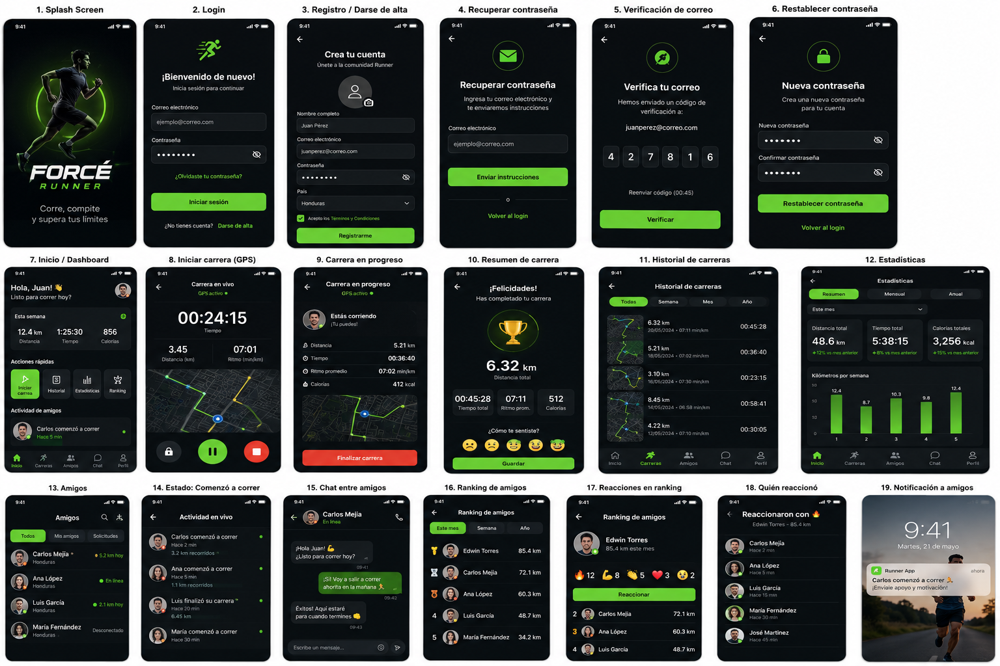 1. Splash Screen
9:41
FORCÉ
RUNNER
Corre, compite
y supera tus límites
2. Login
9:41
¡Bienvenido de nuevo!
Inicia sesión para continuar
Correo electrónico
ejemplo@correo.com
Contraseña
¿Olvidaste tu contraseña?
Iniciar sesión
¿No tienes cuenta? Darse de alta
3. Registro / Darse de alta
9:41
Crea tu cuenta
Únete a la comunidad Runner
Nombre completo
Juan Pérez
Correo electrónico
juanperez@correo.com
Contraseña
País
Honduras
Acepto los Términos y Condiciones
Registrarme
4. Recuperar contraseña
9:41
Recuperar contraseña
Ingresa tu correo electrónico y
te enviaremos instrucciones
Correo electrónico
ejemplo@correo.com
Enviar instrucciones
o
Volver al login
5. Verificación de correo
9:41
Verifica tu correo
Hemos enviado un código de
verificación a:
juanperez@correo.com
4 2 7 8 1 6
Reenviar código (00:45)
Verificar
6. Restablecer contraseña
9:41
Nueva contraseña
Crea una nueva contraseña
para tu cuenta
Nueva contraseña
Confirmar contraseña
Restablecer contraseña
Volver al login
7. Inicio / Dashboard
9:41
Hola, Juan! 👋
Listo para correr hoy?
Esta semana
12.4 km 1:25:30 856
Distancia Tiempo Calorías
Acciones rápidas
Iniciar
carrea
Historial Estadísticas Ranking
Actividad de amigos
Carlos comenzó a correr
Hace 5 min
Inicio Carreras Amigos Chat Perfil
8. Iniciar carrera (GPS)
9:41
Carrera en vivo
GPS activo
00:24:15
Tiempo
3.45 07:01
Distancia (km) Ritmo (min/km)
9. Carrera en progreso
9:41
Carrera en progreso
GPS activo
Estás corriendo
¡Tú puedes!
Distancia 5.21 km
Tiempo 00:36:40
Ritmo promedio 07:02 min/km
Calorías 412 kcal
Finalizar carrera
10. Resumen de carrera
9:41
¡Felicidades!
Has completado tu carrera
6.32 km
Distancia total
00:45:28 07:11 512
Tiempo total Ritmo prom. Calorías
¿Cómo te sentiste?
Guardar
11. Historial de carreras
9:41
Historial de carreras
Todas Semana Mes Año
6.32 km
20/05/2024 • 07:11 min/km
00:45:28
5.21 km
18/05/2024 • 07:02 min/km
00:36:40
3.10 km
16/05/2024 • 07:30 min/km
00:23:15
8.45 km
14/05/2024 • 06:58 min/km
00:58:41
4.22 km
12/05/2024 • 07:10 min/km
00:30:05
Inicio Carreras Amigos Chat Perfil
12. Estadísticas
9:41
Estadísticas
Resumen Mensual Anual
Este mes
Distancia total Tiempo total Calorías totales
48.6 km 5:38:15 3,256 kcal
+12% vs mes anterior +8% vs mes anterior +15% vs mes anterior
Kilómetros por semana
12.4 8.7 10.3 9.8 12.4
1 2 3 4 5
Inicio Carreras Amigos Chat Perfil
13. Amigos
9:41
Amigos
Todos Mis amigos Solicitudes
Carlos Mejía
Honduras
5.2 km hoy
Ana López
Honduras
En línea
Luis García
Honduras
2.1 km hoy
María Fernández
Honduras
Desconectado
14. Estado: Comenzó a correr
9:41
Actividad en vivo
Carlos comenzó a correr
Hace 2 min
3.2 km recorridos
Ana comenzó a correr
Hace 5 min
1.1 km recorridos
Luis finalizó su carrera
Hace 20 min
6.45 km
María comenzó a correr
Hace 30 min
15. Chat entre amigos
9:41
Carlos Mejía
En línea
¡Hola Juan! 💪
¿Listo para correr hoy?
09:41
¡Sí! Voy a salir a correr
ahorita en la mañana 🏃
09:42
Éxitos! Aquí estaré
para cuando termines 👊
09:43
Escribe un mensaje...
16. Ranking de amigos
9:41
Ranking de amigos
Este mes Semana Año
Edwin Torres 85.4 km
Carlos Mejia 72.1 km
Ana López 60.3 km
4 Luis García 48.7 km
5 María Fernández 34.2 km
17. Reacciones en ranking
9:41
Ranking de amigos
Edwin Torres
85.4 km este mes
🔥 12 💪 8 👏 5 ❤️ 3 😢 2
Reaccionar
2 Carlos Mejía 72.1 km
3 Ana López 60.3 km
4 Luis García 48.7 km
18. Quién reaccionó
9:41
Reaccionaron con 🔥
Edwin Torres – 85.4 km
Carlos Mejía
Hace 2 min
Ana López
Hace 5 min
Luis García
Hace 15 min
María Fernández
Hace 30 min
José Martinez
Hace 45 min
19. Notificación a amigos
9:41
Martes, 21 de mayo
Runner App ahora
Carlos comenzó a correr 🏃
¡Envíale apoyo y motivación!